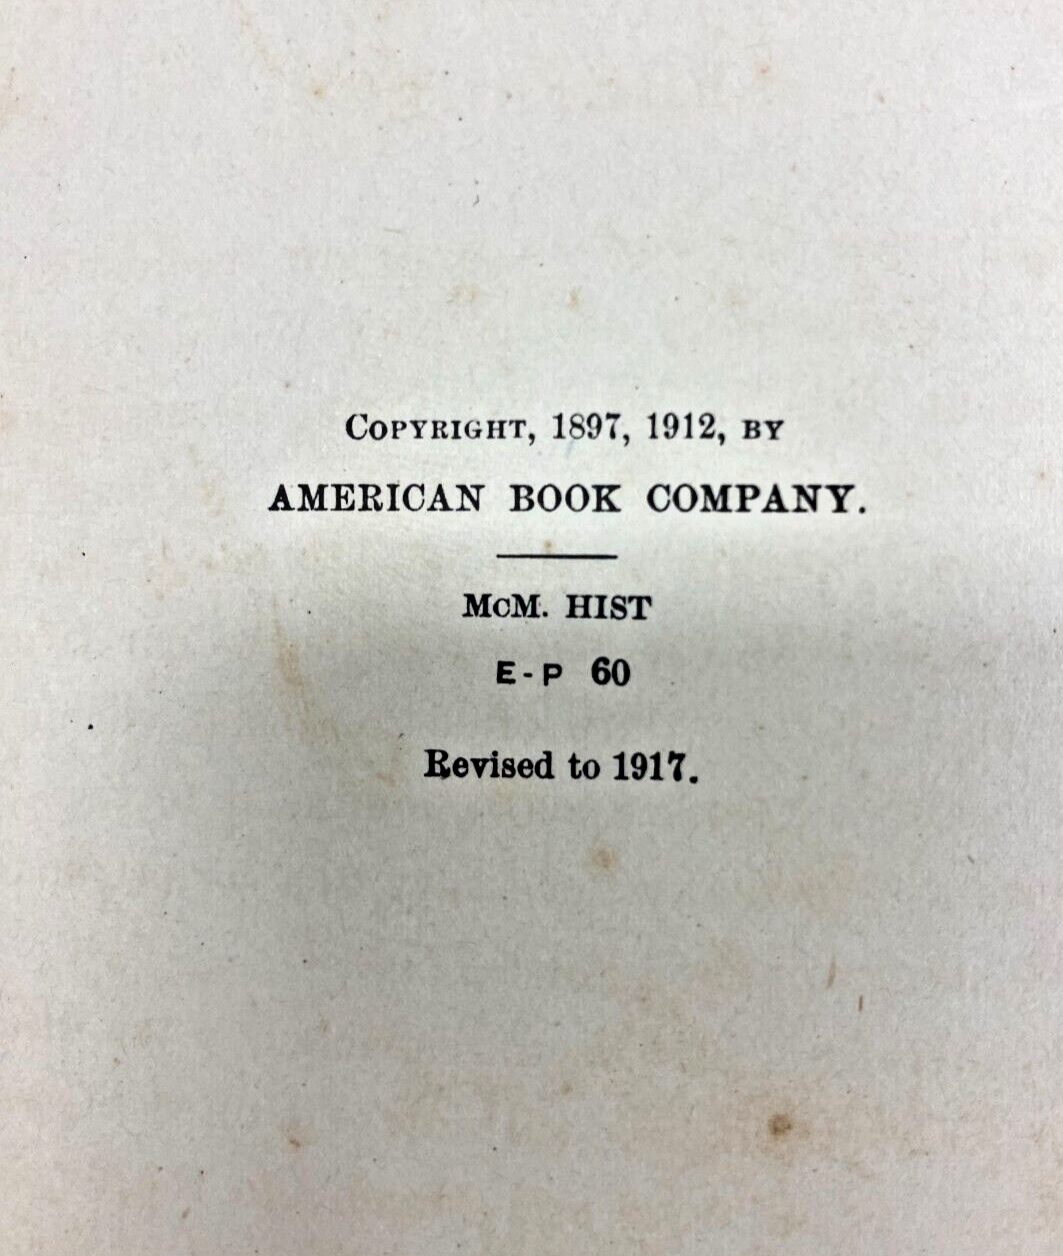 COPYRIGHT, 1897, 1912, BY
AMERICAN BOOK COMPANY.
McM. HIST
E-P 60
Revised to 1917.